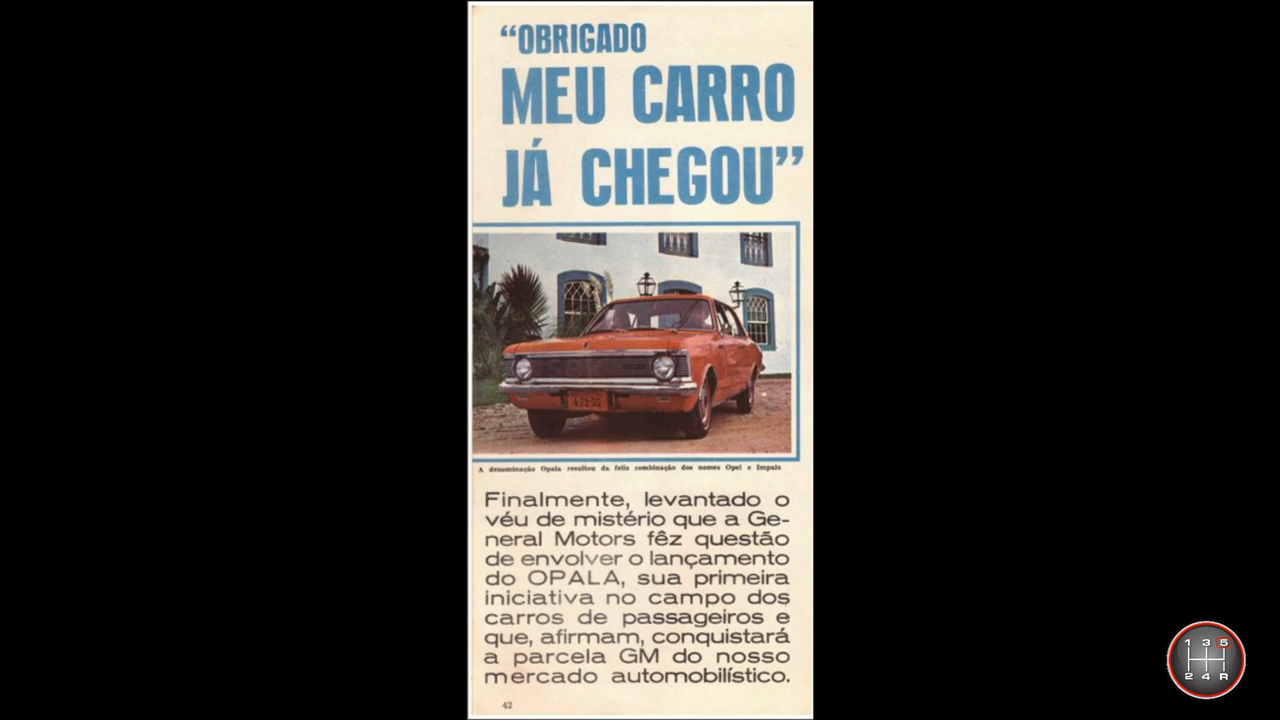 “OBRIGADO
MEU CARRO
JÁ CHEGOU”
A denominação Opala resultou da feliz combinação dos nomes Opel e Impala
Finalmente, levantado o
véu de mistério que a Ge-
neral Motors fêz questão
de envolver o lançamento
do OPALA, sua primeira
iniciativa no campo dos
carros de passageiros e
que, afirmam, conquistará
a parcela GM do nosso
mercado automobilístico.
42
1 3 5
2 4 R